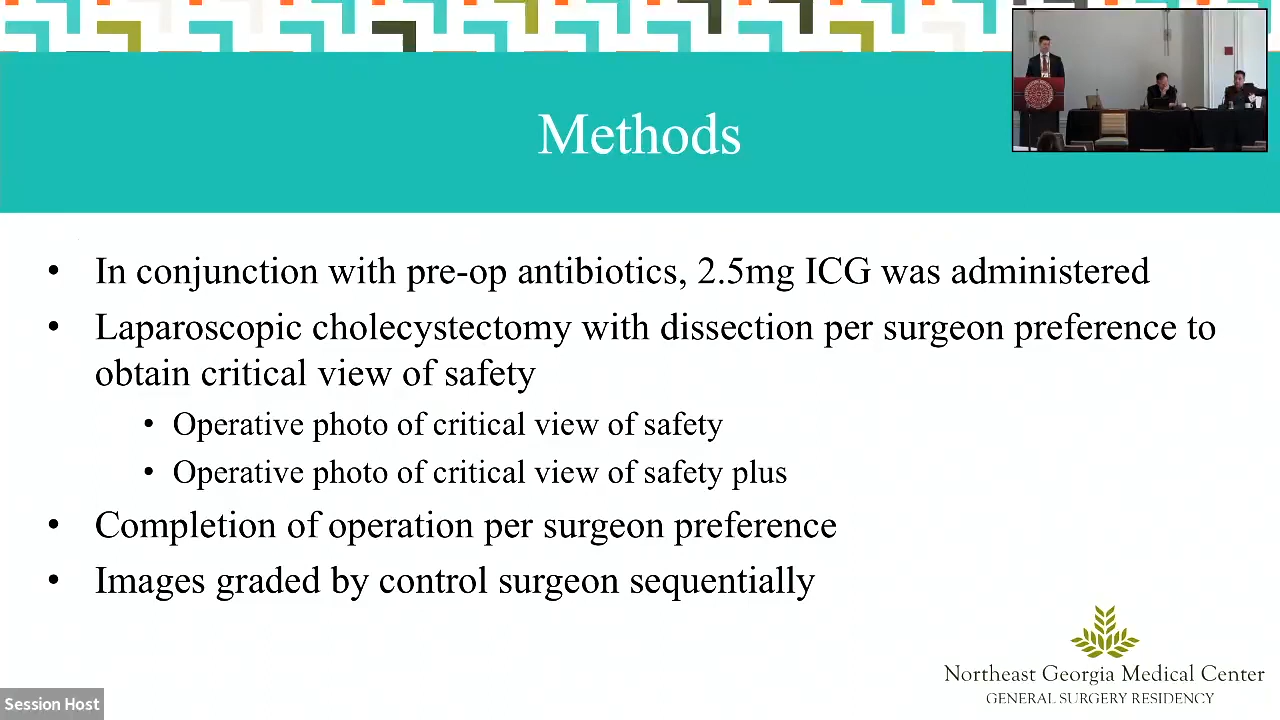 Methods
• In conjunction with pre-op antibiotics, 2.5mg ICG was administered
• Laparoscopic cholecystectomy with dissection per surgeon preference to
obtain critical view of safety
• Operative photo of critical view of safety
• Operative photo of critical view of safety plus
• Completion of operation per surgeon preference
• Images graded by control surgeon sequentially
Northeast Georgia Medical Center
GENERAL SURGERY RESIDENCY
Session Host